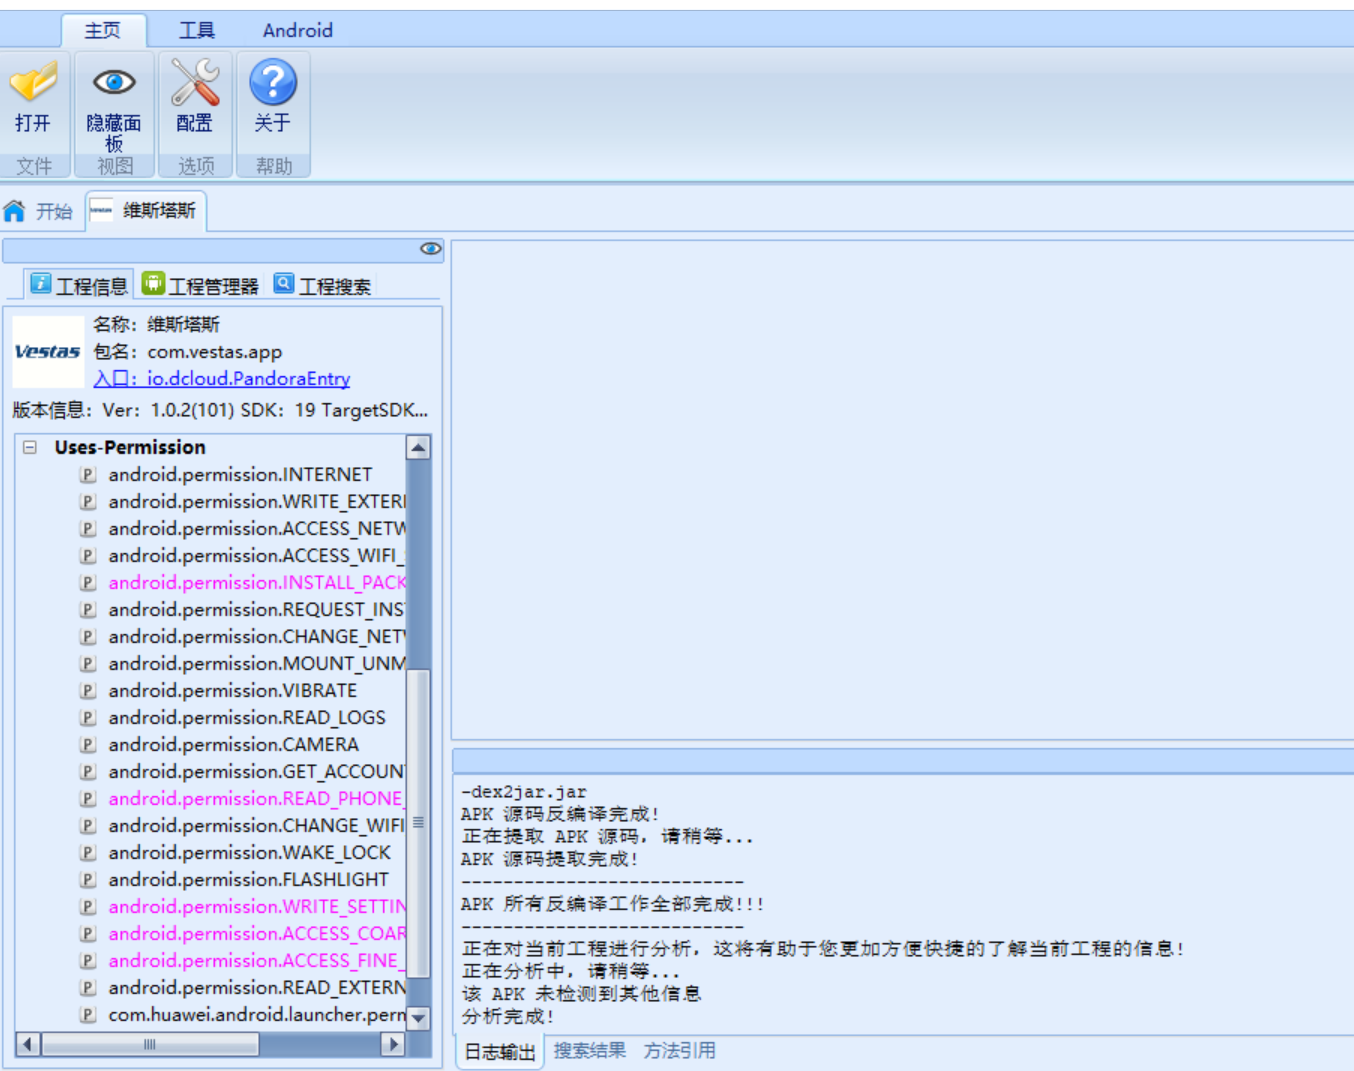 主页 工具 Android
打开 隐藏面板 配置 关于
文件 视图 选项 帮助
开始 维斯塔斯
工程信息 工程管理器 工程搜索
Vestas
名称：维斯塔斯
包名：com.vestas.app
入口：io.dcloud.PandoraEntry
版本信息：Ver：1.0.2(101) SDK：19 TargetSDK...
Uses-Permission
android.permission.INTERNET
android.permission.WRITE_EXTERI
android.permission.ACCESS_NETW
android.permission.ACCESS_WIFI_
android.permission.INSTALL_PACK
android.permission.REQUEST_INS
android.permission.CHANGE_NET
android.permission.MOUNT_UNM
android.permission.VIBRATE
android.permission.READ_LOGS
android.permission.CAMERA
android.permission.GET_ACCOUN
android.permission.READ_PHONE_
android.permission.CHANGE_WIFI
android.permission.WAKE_LOCK
android.permission.FLASHLIGHT
android.permission.WRITE_SETTIN
android.permission.ACCESS_COAR
android.permission.ACCESS_FINE_
android.permission.READ_EXTERN
com.huawei.android.launcher.perm
-dex2jar.jar
APK 源码反编译完成!
正在提取 APK 源码，请稍等...
APK 源码提取完成!
---------------------------
APK 所有反编译工作全部完成!!!
---------------------------
正在对当前工程进行分析，这将有助于您更加方便快捷的了解当前工程的信息!
正在分析中，请稍等...
该 APK 未检测到其他信息
分析完成!
日志输出 搜索结果 方法引用